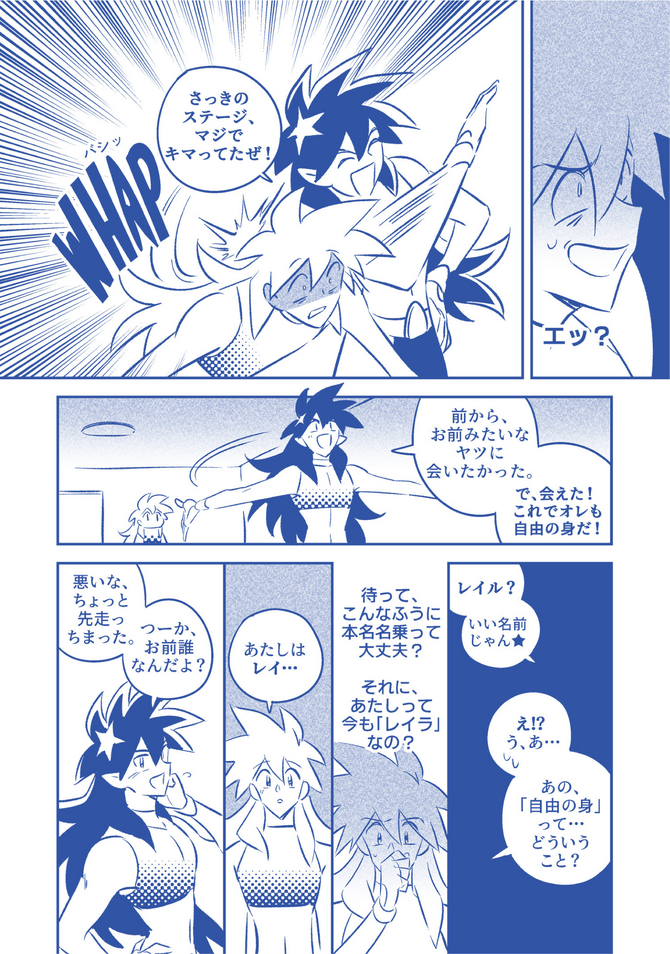 エッ?
さっきの
ステージ、
マジで
キマってたぜ!
バシッ
WHAP
前から、
お前みたいな
ヤツに
会いたかった。
で、会えた!
これでオレも
自由の身だ!
レイル?
いい名前
じゃん★
え!?
う、あ…
あの、
「自由の身」
って…
どういう
こと?
待って、
こんなふうに
本名名乗って
大丈夫?
それに、
あたしって
今も「レイラ」
なの?
あたしは
レイ…
悪いな、
ちょっと
先走っ
ちまった。
つーか、
お前誰
なんだよ?